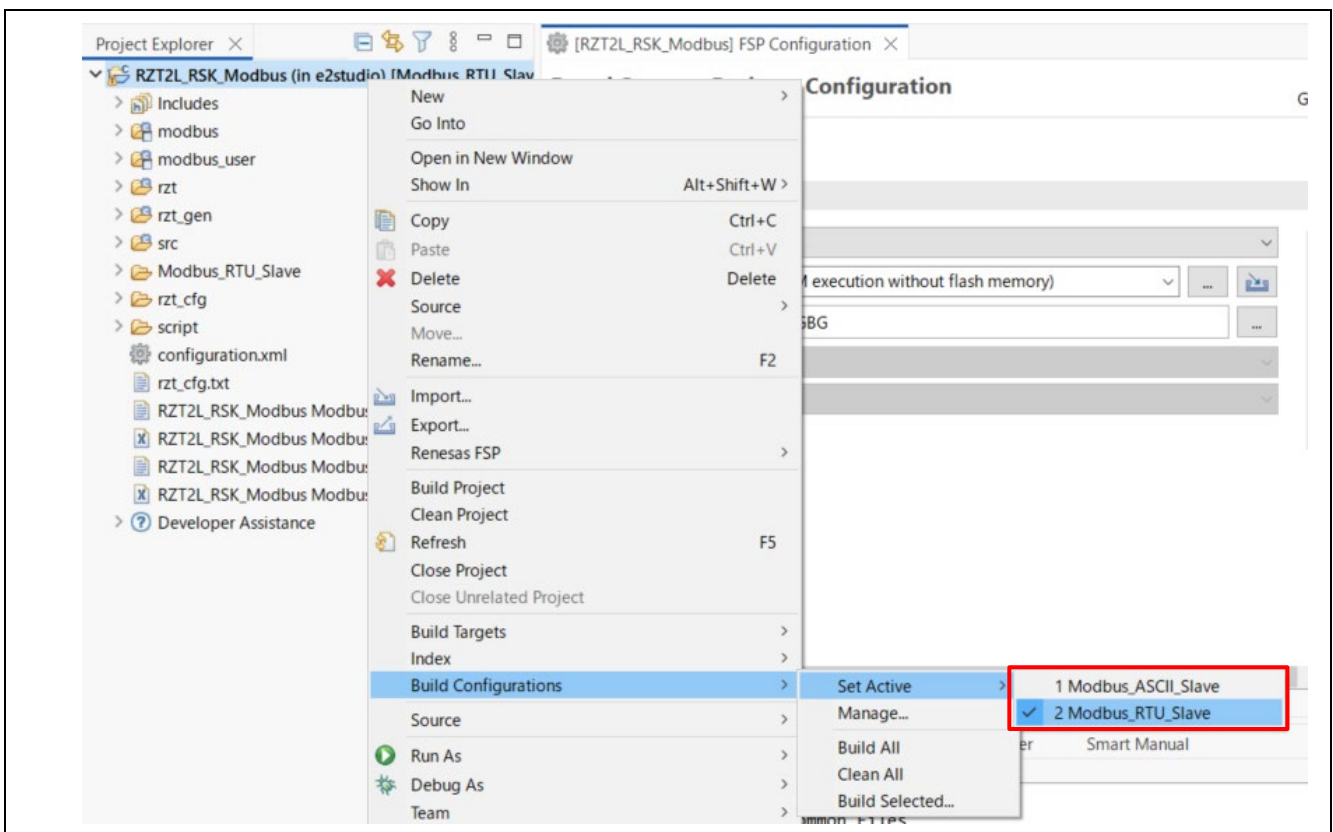 Project Explorer
[RZT2L_RSK_Modbus] FSP Configuration
RZT2L_RSK_Modbus (in e2studio) [Modbus_RTU_Slav
Includes
modbus
modbus_user
rzt
rzt_gen
src
Modbus_RTU_Slave
rzt_cfg
script
configuration.xml
rzt_cfg.txt
RZT2L_RSK_Modbus Modbus
RZT2L_RSK_Modbus Modbus
RZT2L_RSK_Modbus Modbus
RZT2L_RSK_Modbus Modbus
Developer Assistance
New
Go Into
Open in New Window
Show In Alt+Shift+W >
Copy Ctrl+C
Paste Ctrl+V
Delete Delete
Source
Move...
Rename... F2
Import...
Export...
Renesas FSP
Build Project
Clean Project
Refresh F5
Close Project
Close Unrelated Project
Build Targets
Index
Build Configurations
Source
Run As
Debug As
Team
Set Active
Manage...
Build All
Clean All
Build Selected...
1 Modbus_ASCII_Slave
2 Modbus_RTU_Slave
Configuration
G
M execution without flash memory)
...
GBG
...
er Smart Manual